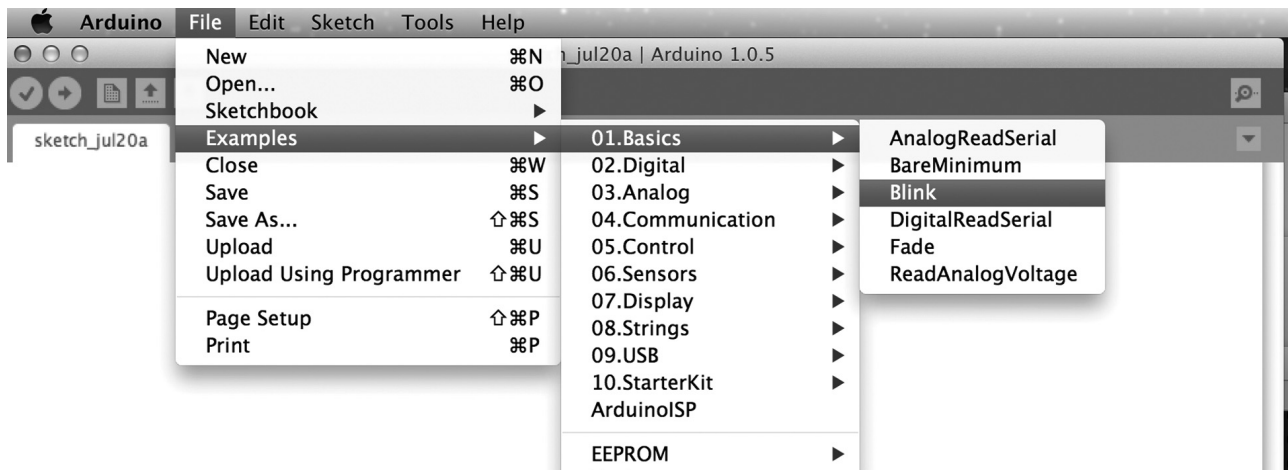 Arduino File Edit Sketch Tools Help
_jul20a | Arduino 1.0.5
sketch_jul20a
New ⌘N
Open... ⌘O
Sketchbook ▶
Examples ▶
Close ⌘W
Save ⌘S
Save As... ⇧⌘S
Upload ⌘U
Upload Using Programmer ⇧⌘U
Page Setup ⇧⌘P
Print ⌘P
01.Basics ▶
02.Digital ▶
03.Analog ▶
04.Communication ▶
05.Control ▶
06.Sensors ▶
07.Display ▶
08.Strings ▶
09.USB ▶
10.StarterKit ▶
ArduinoISP
EEPROM ▶
AnalogReadSerial
BareMinimum
Blink
DigitalReadSerial
Fade
ReadAnalogVoltage